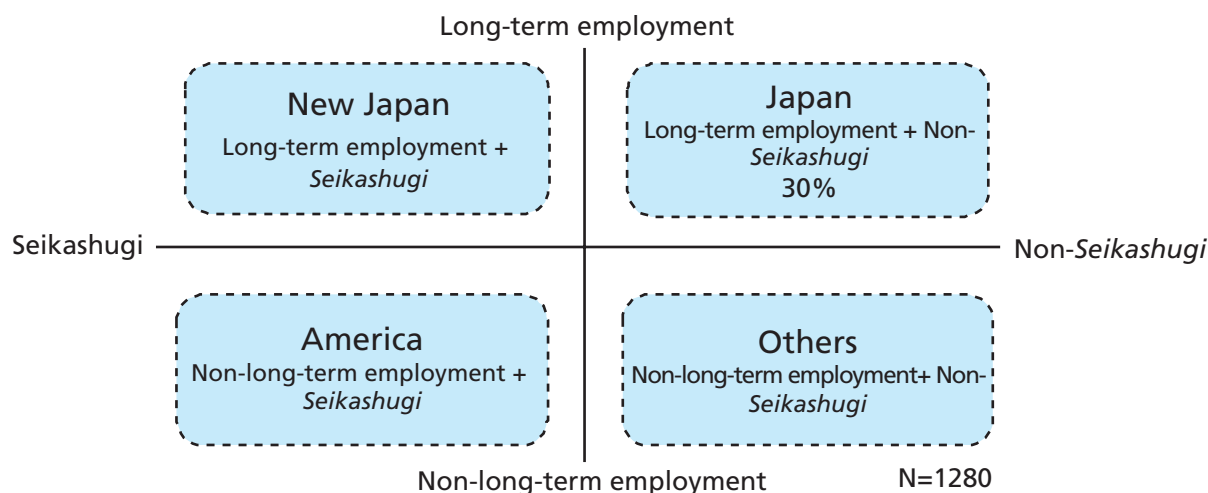 Long-term employment
New Japan
Long-term employment +
Seikashugi
Japan
Long-term employment + Non-
Seikashugi
30%
Seikashugi
Non-Seikashugi
America
Non-long-term employment +
Seikashugi
Others
Non-long-term employment+ Non-
Seikashugi
Non-long-term employment
N=1280